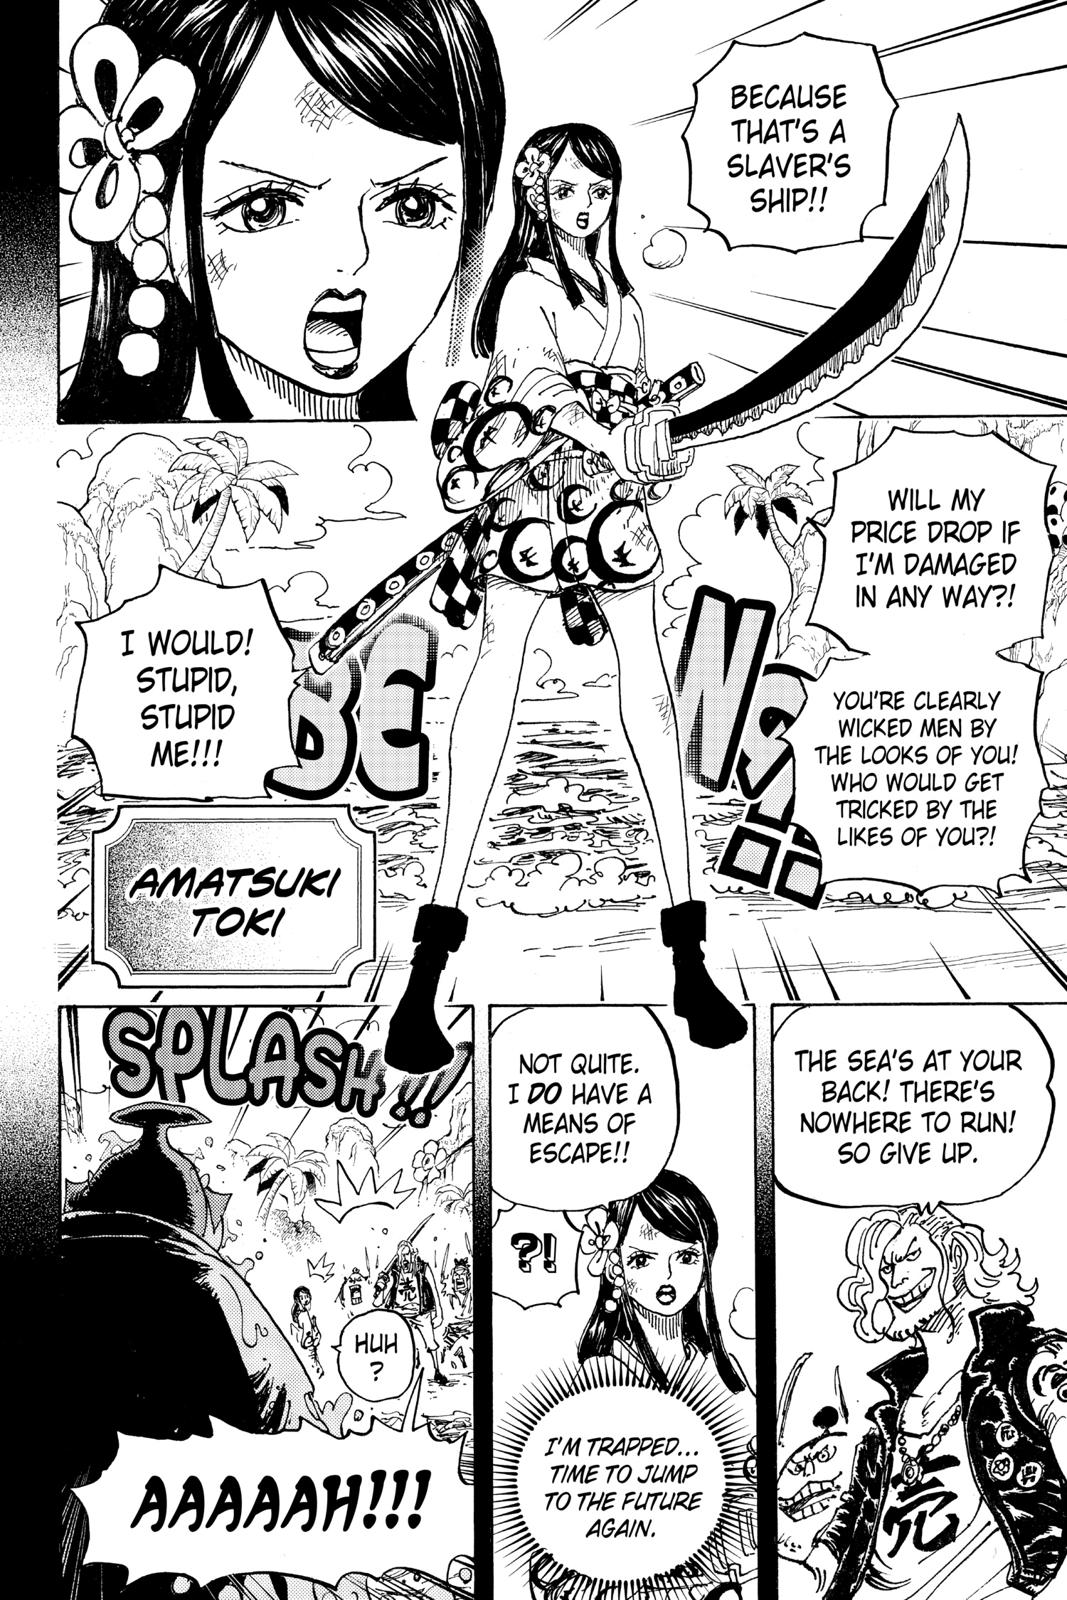 BECAUSE
THAT'S A
SLAVER'S
SHIP!!
WILL MY
PRICE DROP IF
I'M DAMAGED
IN ANY WAY?!
YOU'RE CLEARLY
WICKED MEN BY
THE LOOKS OF YOU!
WHO WOULD GET
TRICKED BY THE
LIKES OF YOU?!
I WOULD!
STUPID,
STUPID
ME!!!
AMATSUKI
TOKI
THE SEA'S AT YOUR
BACK! THERE'S
NOWHERE TO RUN!
SO GIVE UP.
売
NOT QUITE.
I DO HAVE A
MEANS OF
ESCAPE!!
?!
I'M TRAPPED...
TIME TO JUMP
TO THE FUTURE
AGAIN.
SPLASH!!
売
HUH
?
AAAAAH!!!